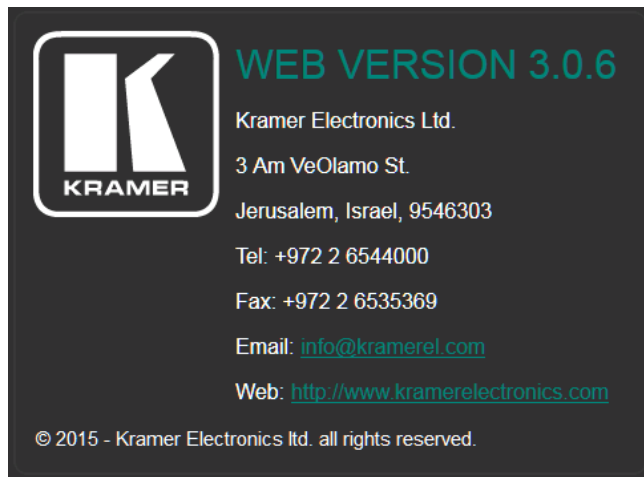 WEB VERSION 3.0.6
KRAMER
Kramer Electronics Ltd.
3 Am VeOlamo St.
Jerusalem, Israel, 9546303
Tel: +972 2 6544000
Fax: +972 2 6535369
Email: info@kramerel.com
Web: http://www.kramerelectronics.com
© 2015 - Kramer Electronics ltd. all rights reserved.